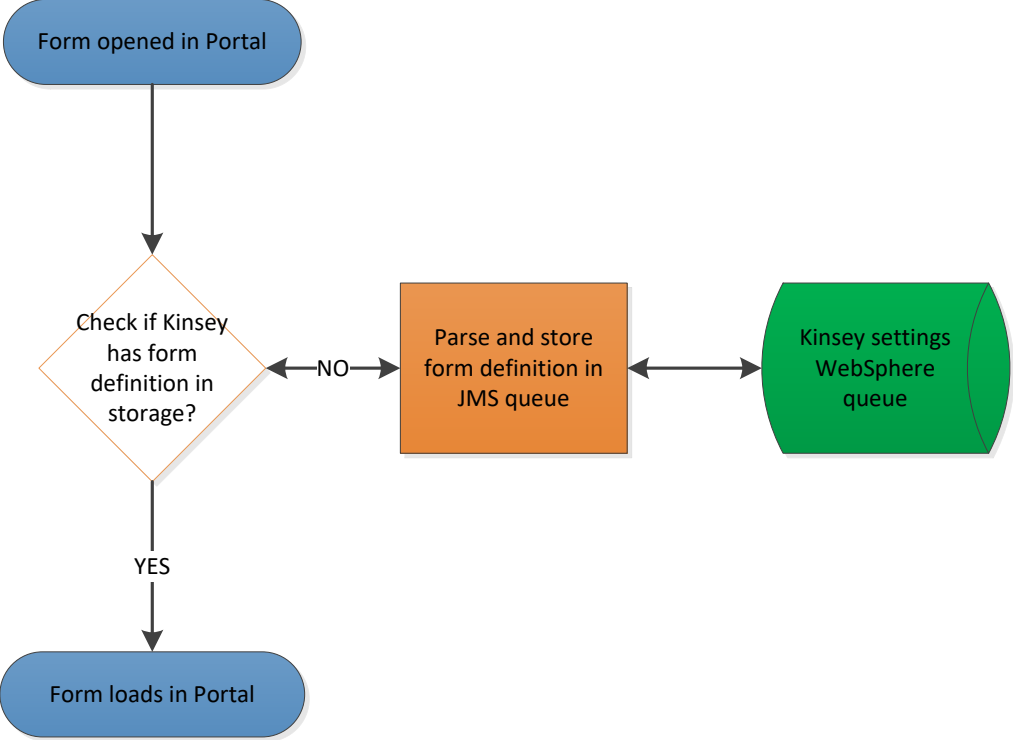 Form opened in Portal
Check if Kinsey
has form
definition in
storage?
NO
Parse and store
form definition in
JMS queue
Kinsey settings
WebSphere
queue
YES
Form loads in Portal